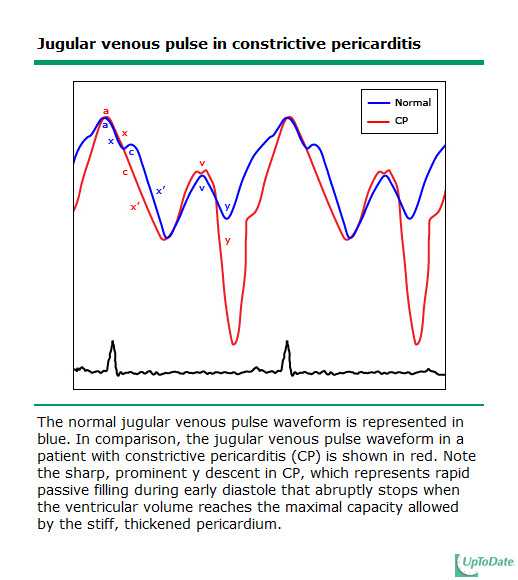 Jugular venous pulse in constrictive pericarditis
Normal
CP
a
a
x
x
c
c
x'
x'
v
v
y
y
The normal jugular venous pulse waveform is represented in
blue. In comparison, the jugular venous pulse waveform in a
patient with constrictive pericarditis (CP) is shown in red. Note
the sharp, prominent y descent in CP, which represents rapid
passive filling during early diastole that abruptly stops when
the ventricular volume reaches the maximal capacity allowed
by the stiff, thickened pericardium.
UpToDate